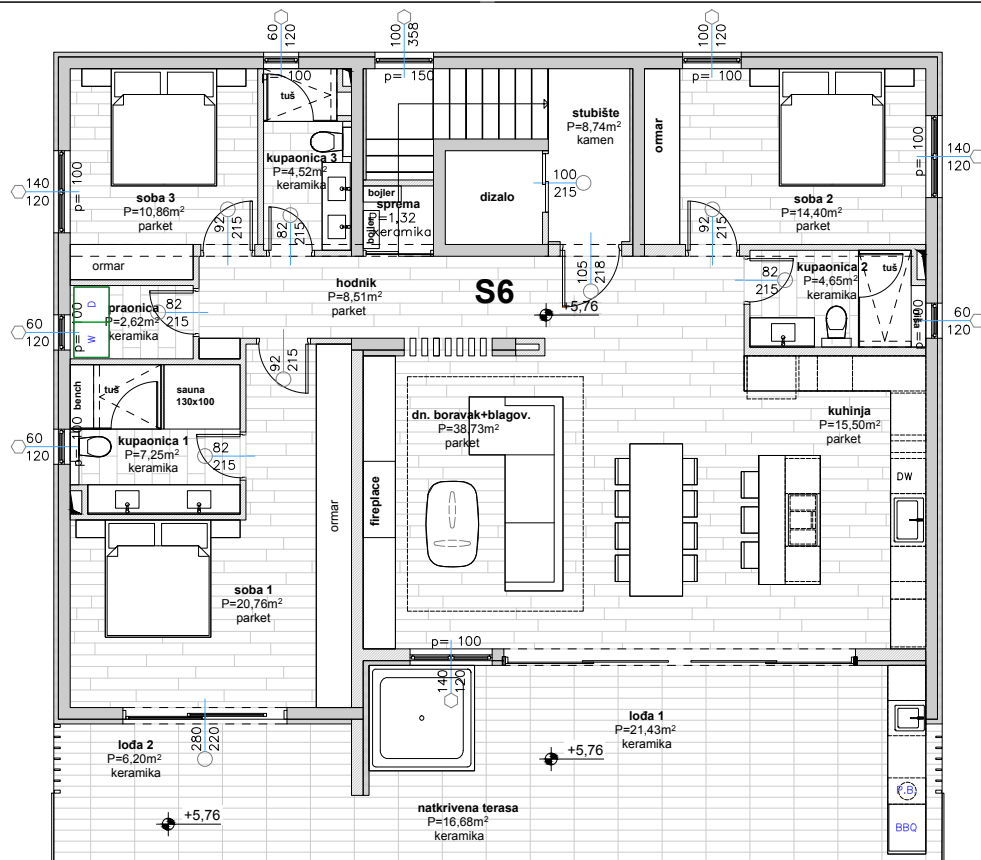 60
120
100
358
100
120
p= 100
p= 150
p= 100
tuš
kupaonica 3
P=4,52m²
keramika
soba 3
P=10,86m²
parket
140
120
p= 100
92
215
82
215
bojler
bojler
sprema
P=1,32
keramika
dizalo
stubište
P=8,74m²
kamen
100
215
ormar
soba 2
P=14,40m²
parket
p= 100
140
120
92
215
ormar
hodnik
P=8,51m²
parket
S6
+5,76
105
218
82
215
kupaonica 2
P=4,65m²
keramika
tuš
60
120
praonica
P=2,62m²
keramika
D
W
82
215
60
120
p= 100
92
215
bench
tuš
sauna
130x100
kupaonica 1
P=7,25m²
keramika
82
215
60
120
p= 100
dn. boravak+blagov.
P=38,73m²
parket
kuhinja
P=15,50m²
parket
DW
fireplace
ormar
soba 1
P=20,76m²
parket
p= 100
140
120
280
220
lođa 2
P=6,20m²
keramika
+5,76
lođa 1
P=21,43m²
keramika
+5,76
natkrivena terasa
P=16,68m²
keramika
P.B.
BBQ